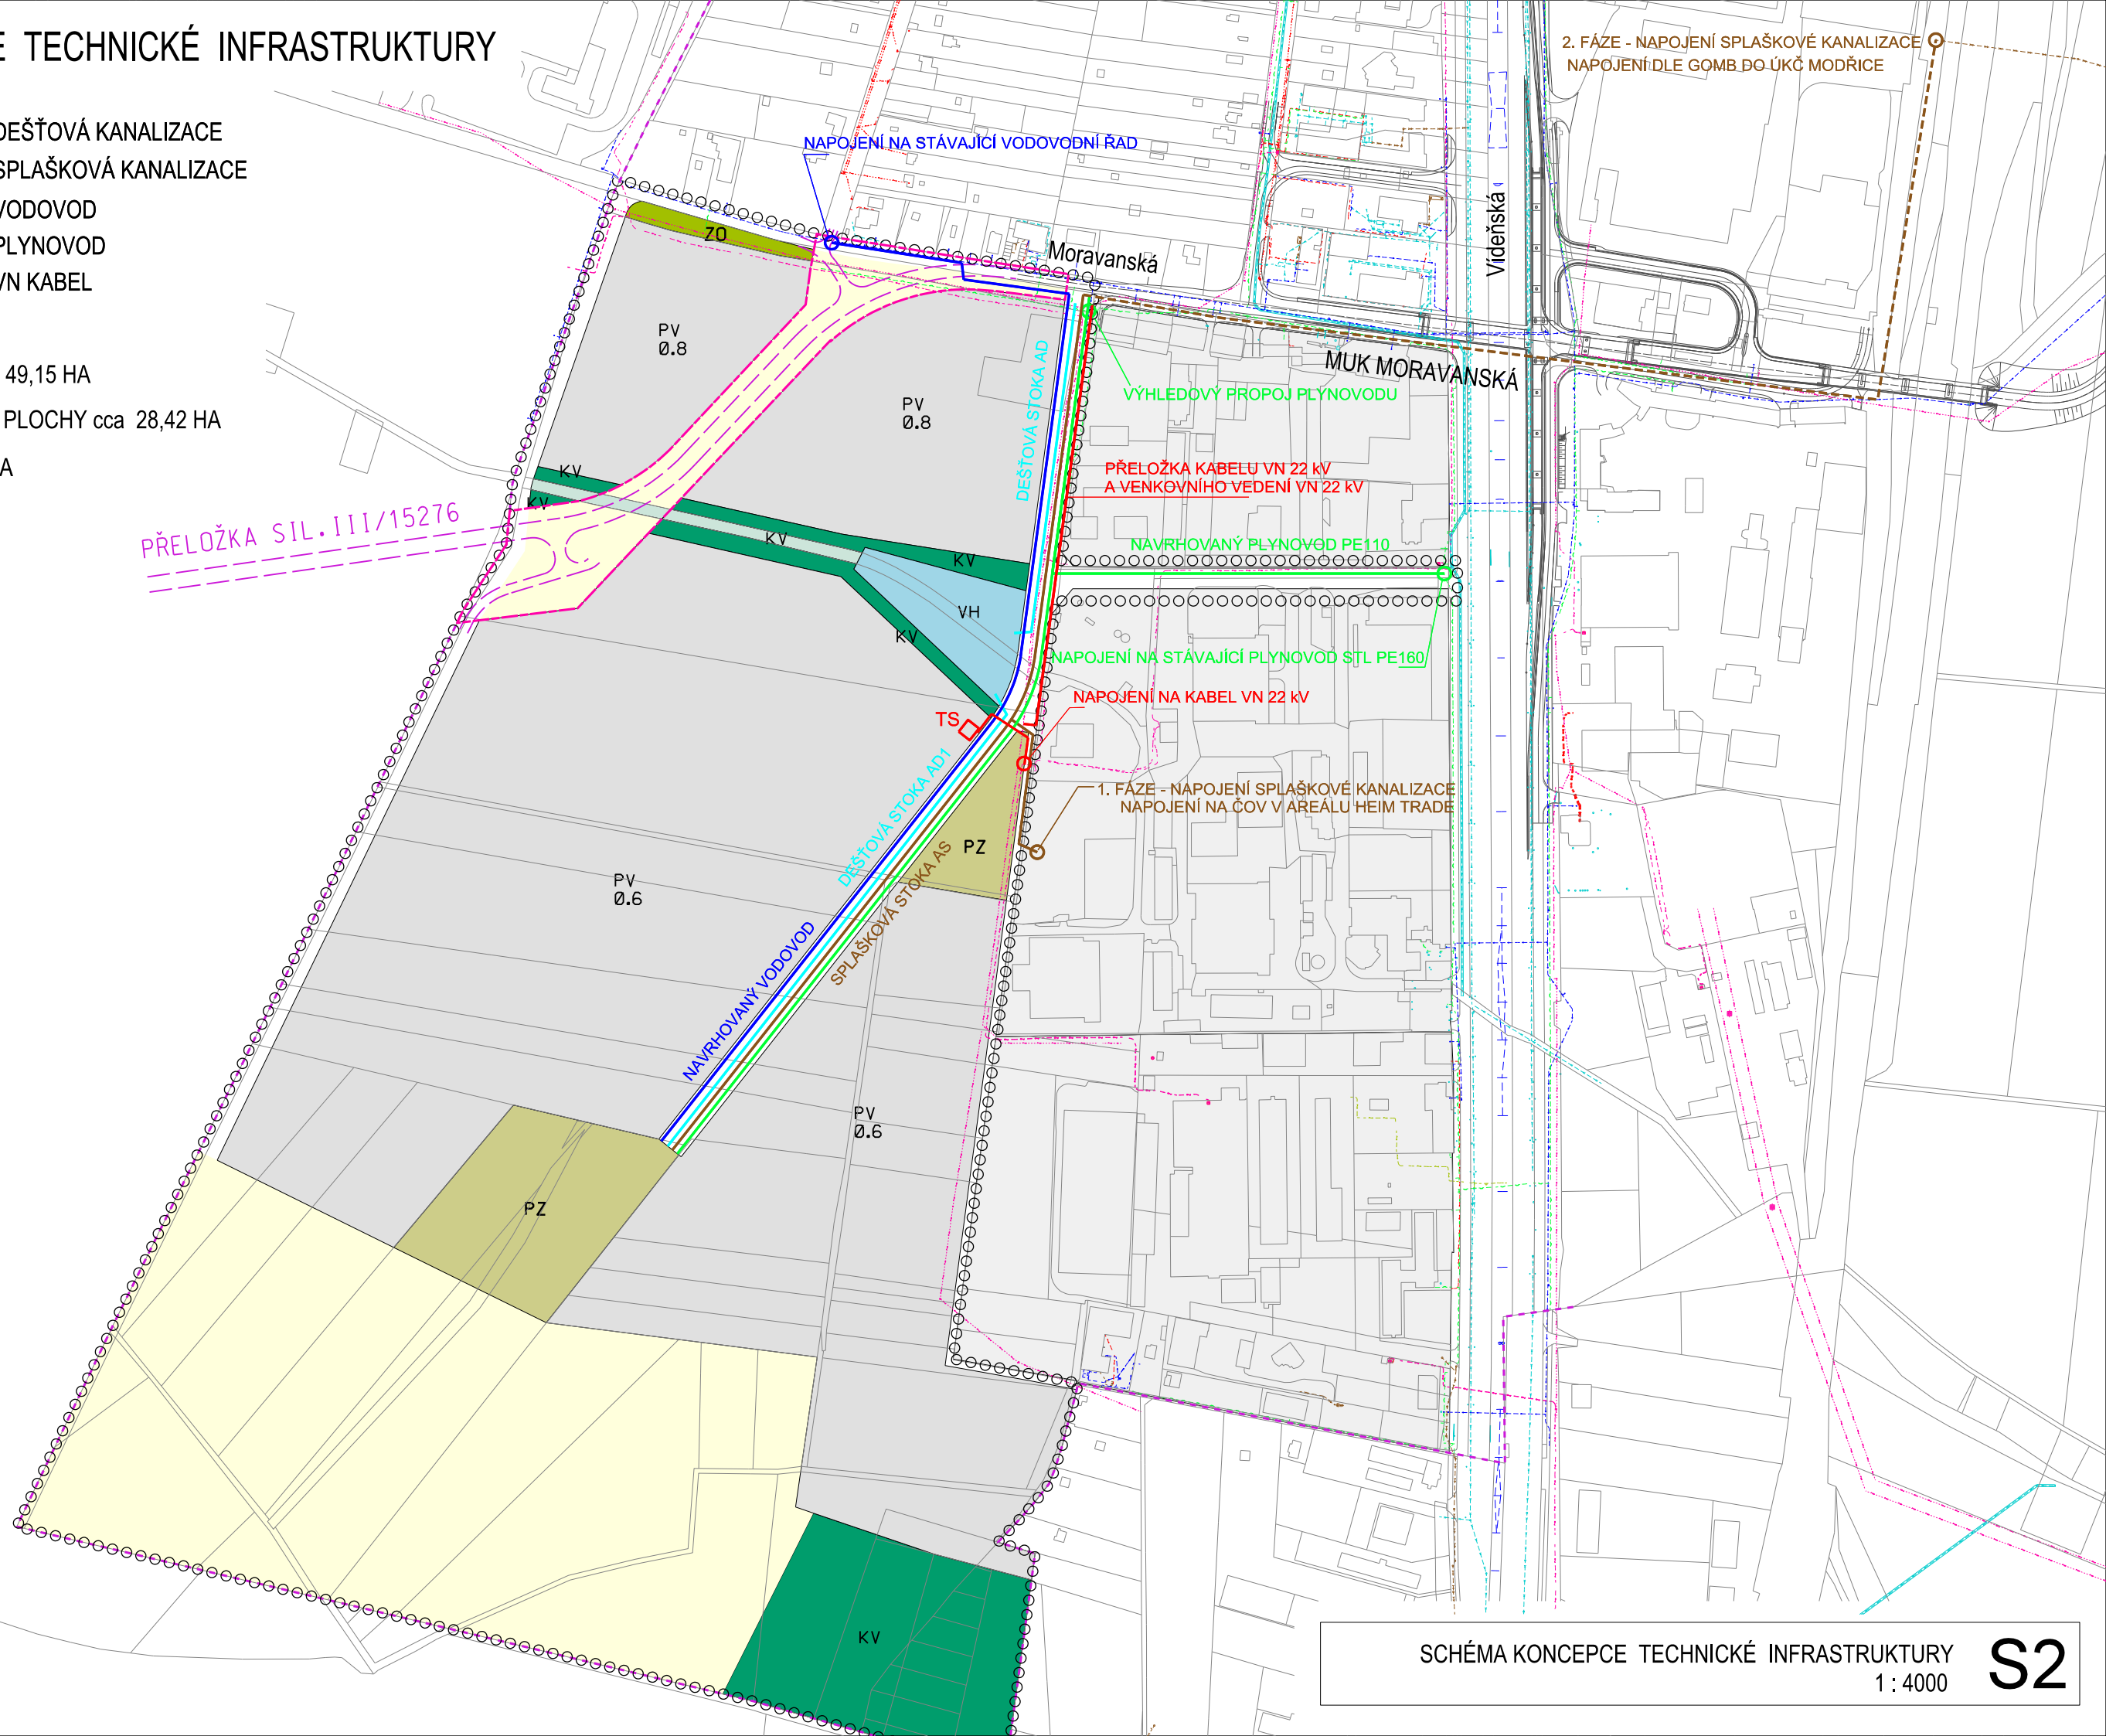 TECHNICKÉ INFRASTRUKTURY
DEŠŤOVÁ KANALIZACE
SPLAŠKOVÁ KANALIZACE
VODOVOD
PLYNOVOD
VN KABEL
49,15 HA
PLOCHY cca 28,42 HA
2. FÁZE - NAPOJENÍ SPLAŠKOVÉ KANALIZACE
NAPOJENÍ DLE GOMB DO ÚKČ MODŘICE
NAPOJENÍ NA STÁVAJÍCÍ VODOVODNÍ ŘAD
Vídeňská
ZO
Moravanská
PV
0.8
PV
0.8
DEŠŤOVÁ STOKA AD
MUK MORAVANSKÁ
VÝHLEDOVÝ PROPOJ PLYNOVODU
PŘELOŽKA KABELU VN 22 kV
A VENKOVNÍHO VEDENÍ VN 22 kV
KV
KV
PŘELOŽKA SIL.III/15276
KV
KV
NAVRHOVANÝ PLYNOVOD PE110
VH
KV
NAPOJENÍ NA STÁVAJÍCÍ PLYNOVOD STL PE160
NAPOJENÍ NA KABEL VN 22 kV
TS
1. FÁZE - NAPOJENÍ SPLAŠKOVÉ KANALIZACE
NAPOJENÍ NA ČOV V AREÁLU HEIM TRADE
DEŠŤOVÁ STOKA AD1
PZ
SPLAŠKOVÁ STOKA AS
PV
0.6
NAVRHOVANÝ VODOVOD
PV
0.6
PZ
KV
SCHÉMA KONCEPCE TECHNICKÉ INFRASTRUKTURY
1 : 4000
S2